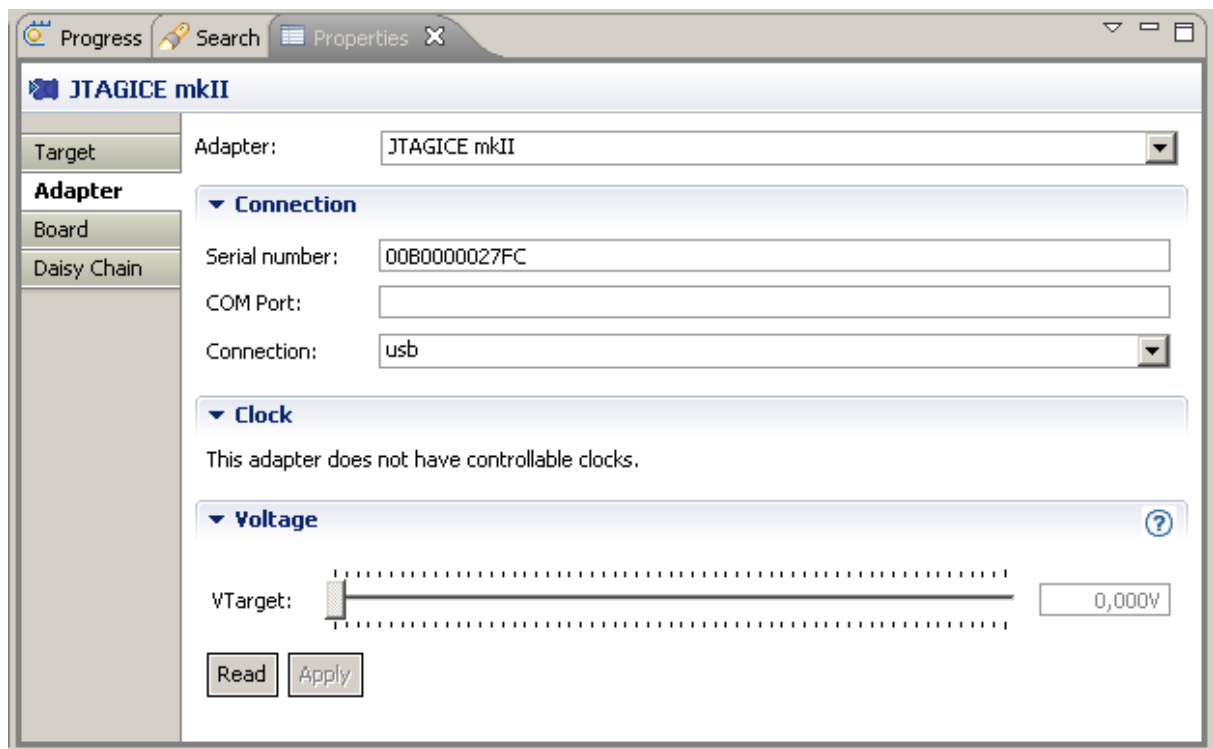 Progress Search Properties
JTAGICE mkII
Target
Adapter
Board
Daisy Chain
Adapter: JTAGICE mkII
Connection
Serial number: 00B0000027FC
COM Port:
Connection: usb
Clock
This adapter does not have controllable clocks.
Voltage ?
VTarget: 0,000V
Read Apply